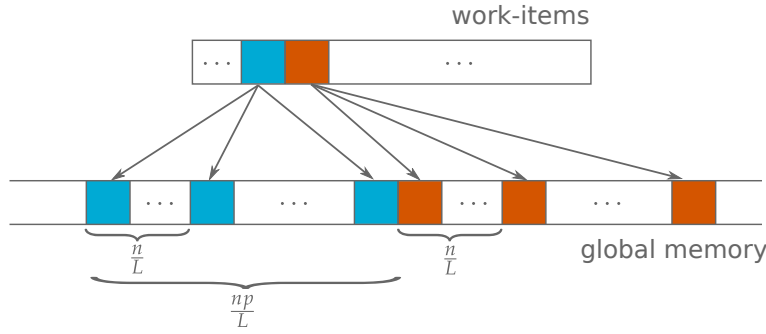 work-items
... ...
... ... ... ...
n/L n/L
global memory
np/L